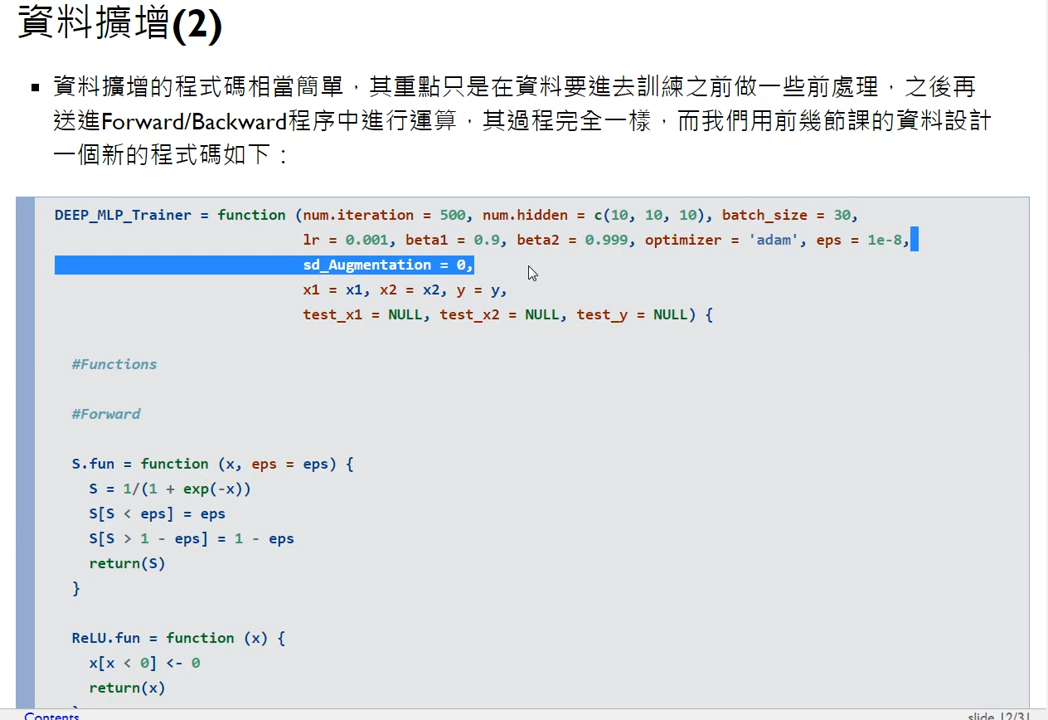 資料擴增(2)
▪ 資料擴增的程式碼相當簡單，其重點只是在資料要進去訓練之前做一些前處理，之後再
送進Forward/Backward程序中進行運算，其過程完全一樣，而我們用前幾節課的資料設計
一個新的程式碼如下：
DEEP_MLP_Trainer = function (num.iteration = 500, num.hidden = c(10, 10, 10), batch_size = 30,
lr = 0.001, beta1 = 0.9, beta2 = 0.999, optimizer = 'adam', eps = 1e-8,
sd_Augmentation = 0,
x1 = x1, x2 = x2, y = y,
test_x1 = NULL, test_x2 = NULL, test_y = NULL) {
#Functions
#Forward
S.fun = function (x, eps = eps) {
S = 1/(1 + exp(-x))
S[S < eps] = eps
S[S > 1 - eps] = 1 - eps
return(S)
}
ReLU.fun = function (x) {
x[x < 0] <- 0
return(x)
Contents
slide 12/31